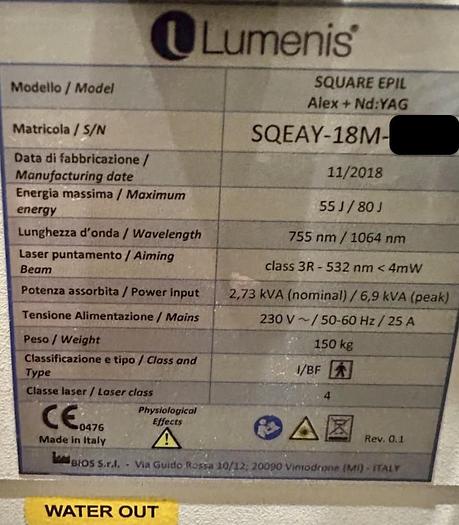 Lumenis®
Modello / Model SQUARE EPIL
Alex + Nd:YAG
Matricola / S/N SQEAY-18M-
Data di fabbricazione /
Manufacturing date 11/2018
Energia massima / Maximum
energy 55 J / 80 J
Lunghezza d'onda / Wavelength 755 nm / 1064 nm
Laser puntamento / Aiming
Beam class 3R - 532 nm < 4mW
Potenza assorbita / Power input 2,73 kVA (nominal) / 6,9 kVA (peak)
Tensione Alimentazione / Mains 230 V ~ / 50-60 Hz / 25 A
Peso / Weight 150 kg
Classificazione e tipo / Class and
Type I/BF
Classe laser / Laser class 4
CE 0476
Made in Italy
Physiological
Effects
Rev. 0.1
BIOS S.r.l. - Via Guido Rossa 10/12; 20090 Vimodrone (MI) - ITALY
WATER OUT